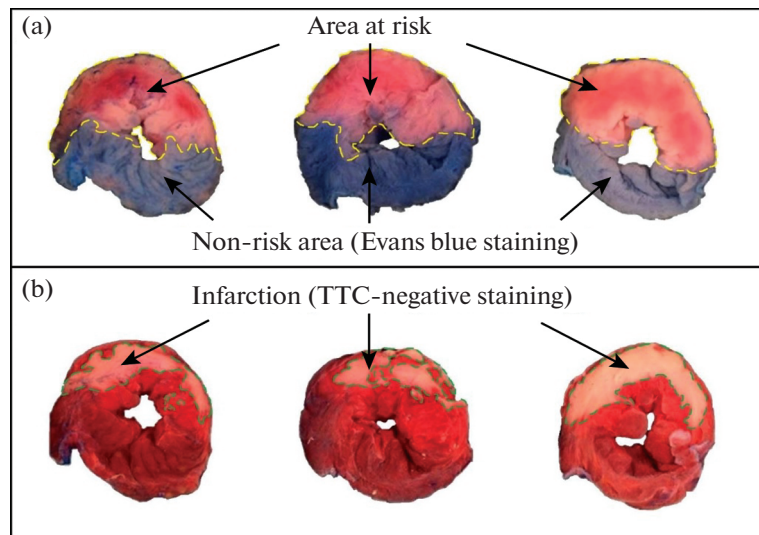 (a)
Area at risk
Non-risk area (Evans blue staining)
(b)
Infarction (TTC-negative staining)